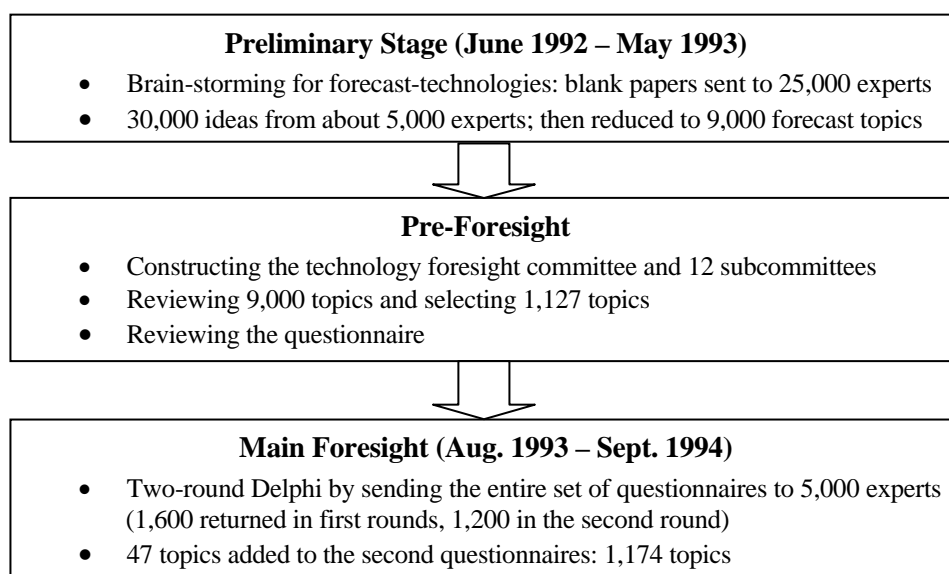 Preliminary Stage (June 1992 – May 1993)
• Brain-storming for forecast-technologies: blank papers sent to 25,000 experts
• 30,000 ideas from about 5,000 experts; then reduced to 9,000 forecast topics
Pre-Foresight
• Constructing the technology foresight committee and 12 subcommittees
• Reviewing 9,000 topics and selecting 1,127 topics
• Reviewing the questionnaire
Main Foresight (Aug. 1993 – Sept. 1994)
• Two-round Delphi by sending the entire set of questionnaires to 5,000 experts
(1,600 returned in first rounds, 1,200 in the second round)
• 47 topics added to the second questionnaires: 1,174 topics